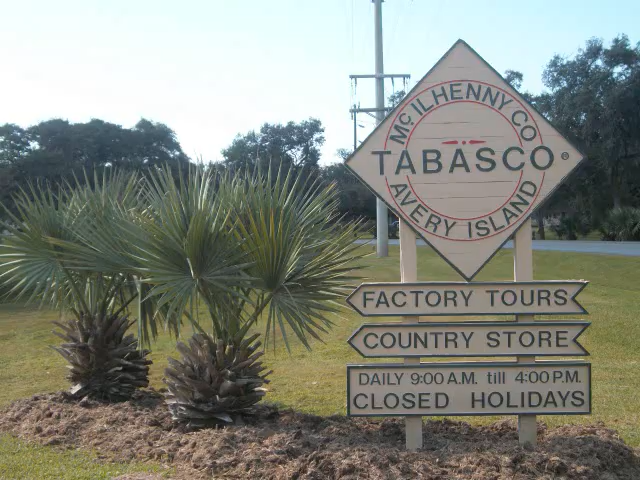 McILHENNY CO
TABASCO®
AVERY ISLAND
FACTORY TOURS
COUNTRY STORE
DAILY 9:00 A.M. till 4:00 P.M.
CLOSED HOLIDAYS